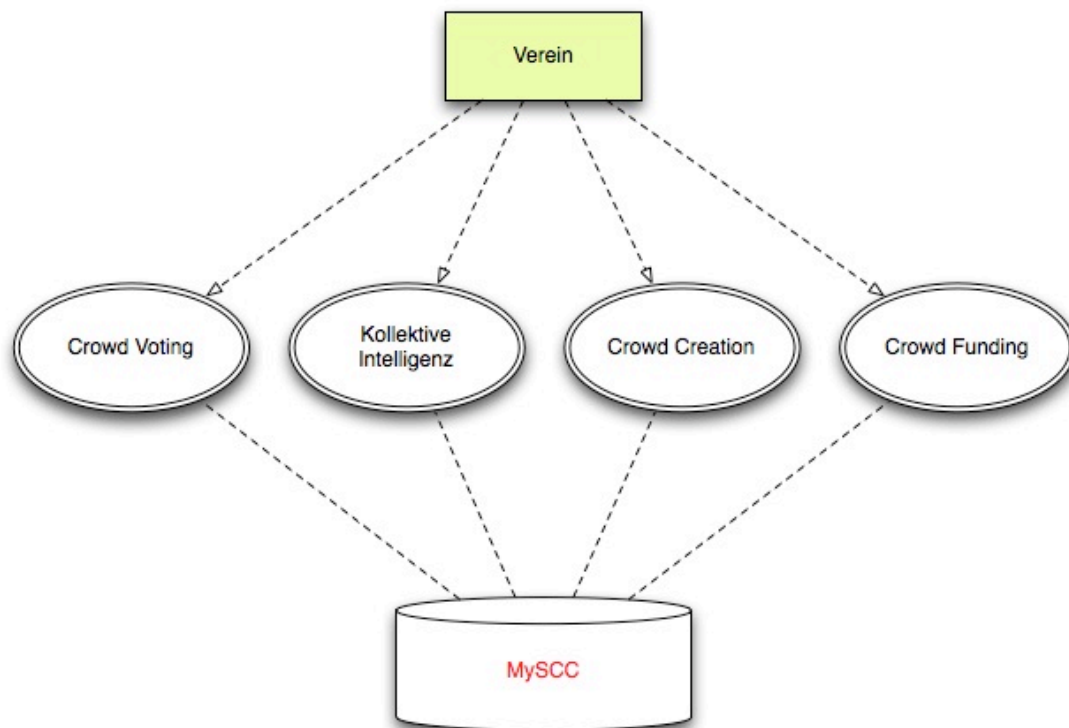 Verein
Crowd Voting
Kollektive
Intelligenz
Crowd Creation
Crowd Funding
MySCC